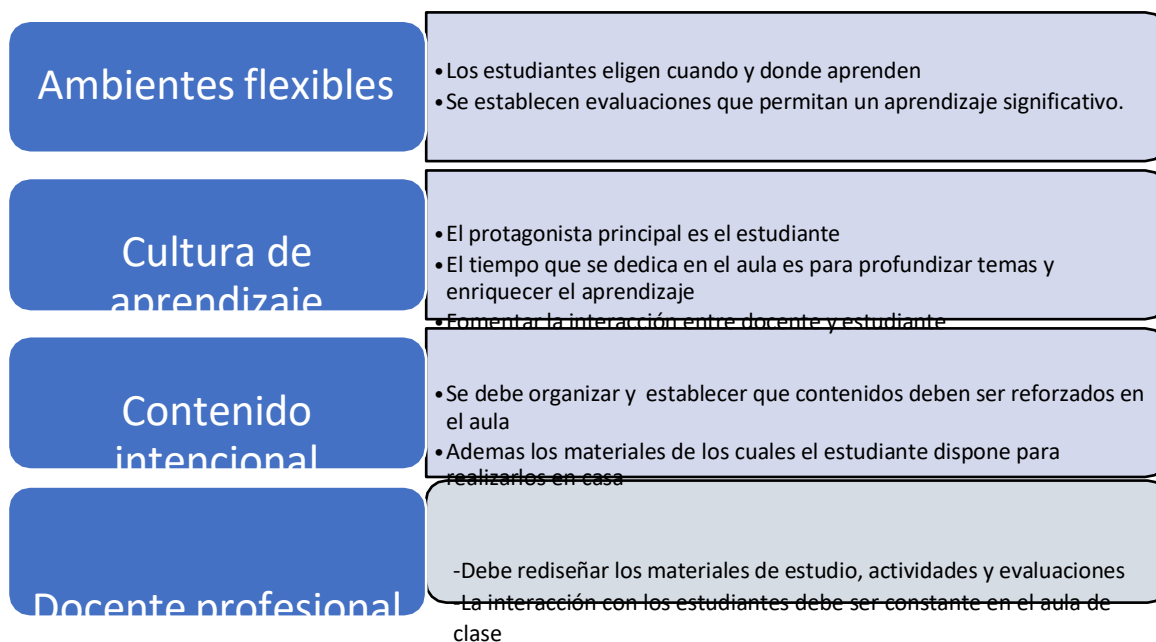 Ambientes flexibles
•Los estudiantes eligen cuando y donde aprenden
•Se establecen evaluaciones que permitan un aprendizaje significativo.
Cultura de
aprendizaje
•El protagonista principal es el estudiante
•El tiempo que se dedica en el aula es para profundizar temas y
enriquecer el aprendizaje
•Fomentar la interacción entre docente y estudiante
Contenido
intencional
•Se debe organizar y establecer que contenidos deben ser reforzados en
el aula
•Ademas los materiales de los cuales el estudiante dispone para
realizarlos en casa
Docente profesional
-Debe rediseñar los materiales de estudio, actividades y evaluaciones
-La interacción con los estudiantes debe ser constante en el aula de
clase